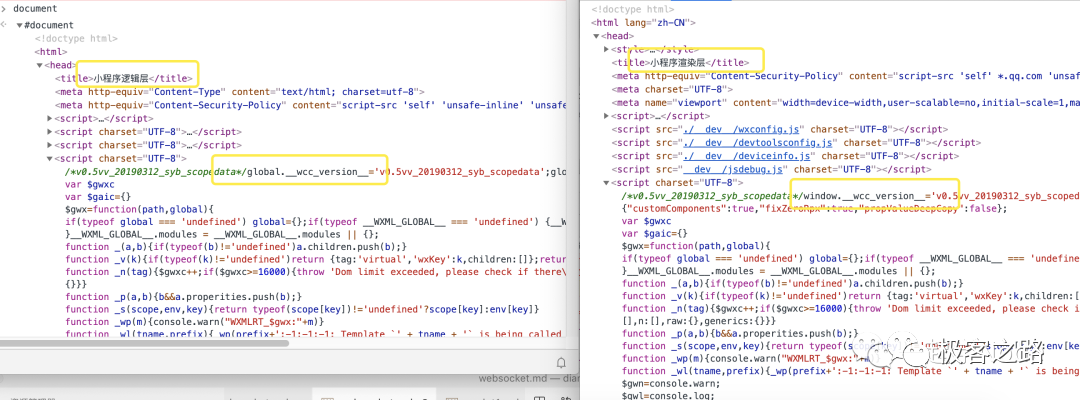 document
#document
<!doctype html>
<html>
<head>
<title>小程序逻辑层</title>
<meta http-equiv="Content-Type" content="text/html; charset=utf-8">
<meta http-equiv="Content-Security-Policy" content="script-src 'self' 'unsafe-inline' 'unsafe
<script>…</script>
<script charset="UTF-8">…</script>
<script charset="UTF-8">…</script>
<script charset="UTF-8">
/*v0.5vv_20190312_syb_scopedata*/global.__wcc_version__='v0.5vv_20190312_syb_scopedata';glo
var $gwxc
var $gaic={}
$gwx=function(path,global){
if(typeof global === 'undefined') global={};if(typeof __WXML_GLOBAL__ === 'undefined') {__W
}__WXML_GLOBAL__.modules = __WXML_GLOBAL__.modules || {};
function _(a,b){if(typeof(b)!='undefined')a.children.push(b);}
function _v(k){if(typeof(k)!='undefined')return {tag:'virtual','wxKey':k,children:[]};retur
function _n(tag){$gwxc++;if($gwxc>=16000){throw 'Dom limit exceeded, please check if there\
{}}}
function _p(a,b){b&&a.properities.push(b);}
function _s(scope,env,key){return typeof(scope[key])!='undefined'?scope[key]:env[key]}
function _wp(m){console.warn("WXMLRT_$gwx:"+m)}
function _wl(tname,prefix){_wp(prefix+':-1:-1:-1: Template `' + tname + '` is being called
websocket.md — dian
<!doctype html>
<html lang="zh-CN">
<head>
<style>…</style>
<title>小程序渲染层</title>
<meta http-equiv="Content-Security-Policy" content="script-src 'self' *.qq.com 'unsaf
<meta charset="UTF-8">
<meta name="viewport" content="width=device-width,user-scalable=no,initial-scale=1,ma
<script>…</script>
<script src="./__dev__/wxconfig.js" charset="UTF-8"></script>
<script src="./__dev__/devtoolsconfig.js" charset="UTF-8"></script>
<script src="./__dev__/deviceinfo.js" charset="UTF-8"></script>
<script src="./__dev__/jsdebug.js" charset="UTF-8"></script>
<script charset="UTF-8">
/*v0.5vv_20190312_syb_scopedata*/window.__wcc_version__='v0.5vv_20190312_syb_scopedat
{"customComponents":true,"fixZeroRpx":true,"propValueDeepCopy":false};
var $gwxc
var $gaic={}
$gwx=function(path,global){
if(typeof global === 'undefined') global={};if(typeof __WXML_GLOBAL__ === 'undefined
}__WXML_GLOBAL__.modules = __WXML_GLOBAL__.modules || {};
function _(a,b){if(typeof(b)!='undefined')a.children.push(b);}
function _v(k){if(typeof(k)!='undefined')return {tag:'virtual','wxKey':k,children:[
function _n(tag){$gwxc++;if($gwxc>=16000){throw 'Dom limit exceeded, please check if
[],n:[],raw:{},generics:{}}}
function _p(a,b){b&&a.properities.push(b);}
function _s(scope,env,key){return typeof(scope[key])!='undefined'?scope[key]:env[key
function _wp(m){console.warn("WXMLRT_$gwx:"+m)}
function _wl(tname,prefix){_wp(prefix+':-1:-1:-1: Template `' + tname + '` is being
$gwn=console.warn;
$gwl=console.log;
极客之路